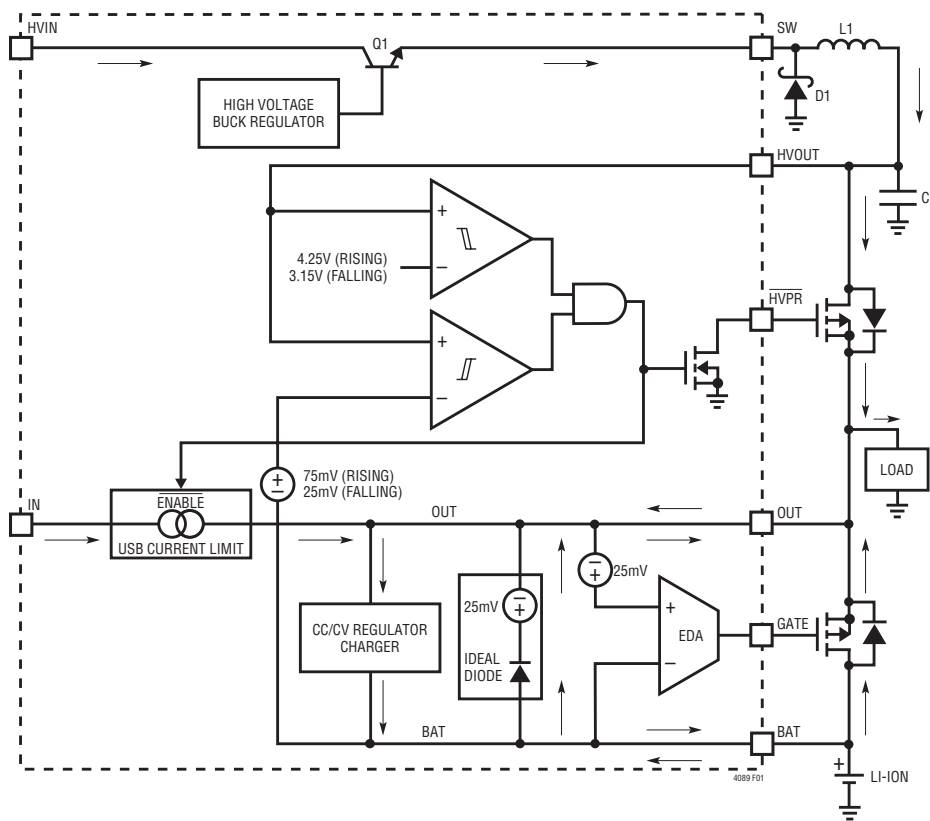 HVIN
Q1
SW
L1
HIGH VOLTAGE
BUCK REGULATOR
D1
HVOUT
C
+
4.25V (RISING)
3.15V (FALLING)
–
HVPR
+
–
LOAD
+
–
75mV (RISING)
25mV (FALLING)
IN
ENABLE
USB CURRENT LIMIT
OUT
OUT
–
+
25mV
25mV
–
+
CC/CV REGULATOR
CHARGER
IDEAL
DIODE
+
EDA
–
GATE
BAT
BAT
4089 F01
+
LI-ION